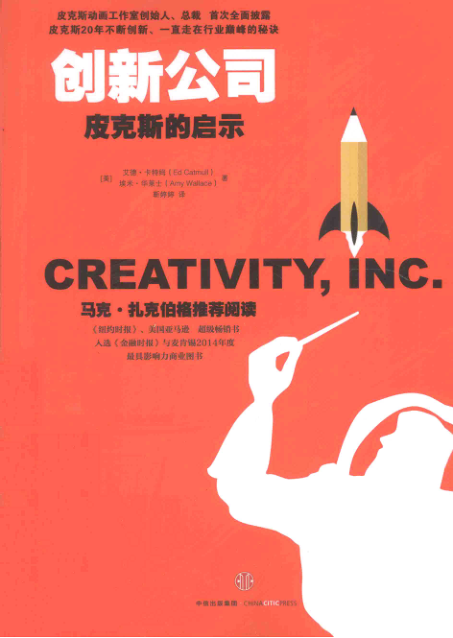 皮克斯动画工作室创始人、总裁 首次全面披露
皮克斯20年不断创新、一直走在行业巅峰的秘诀
创新公司
皮克斯的启示
[美] 艾德·卡特姆（Ed Catmull）
埃米·华莱士（Amy Wallace） 著
靳婷婷 译
CREATIVITY, INC.
马克·扎克伯格推荐阅读
《纽约时报》、美国亚马逊 超级畅销书
入选《金融时报》与麦肯锡2014年度
最具影响力商业图书
中信出版集团 CHINACITICPRESS